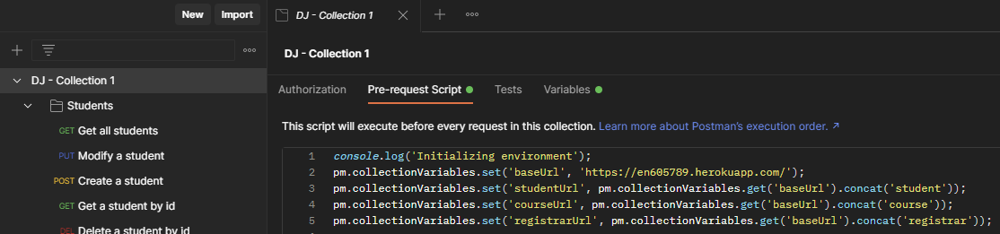 New Import
DJ - Collection 1
DJ - Collection 1
DJ - Collection 1
Students
GET Get all students
PUT Modify a student
POST Create a student
GET Get a student by id
DEL Delete a student by id
Authorization Pre-request Script Tests Variables
This script will execute before every request in this collection. Learn more about Postman's execution order. ↗
1 console.log('Initializing environment');
2 pm.collectionVariables.set('baseUrl', 'https://en605789.herokuapp.com/');
3 pm.collectionVariables.set('studentUrl', pm.collectionVariables.get('baseUrl').concat('student'));
4 pm.collectionVariables.set('courseUrl', pm.collectionVariables.get('baseUrl').concat('course'));
5 pm.collectionVariables.set('registrarUrl', pm.collectionVariables.get('baseUrl').concat('registrar'));